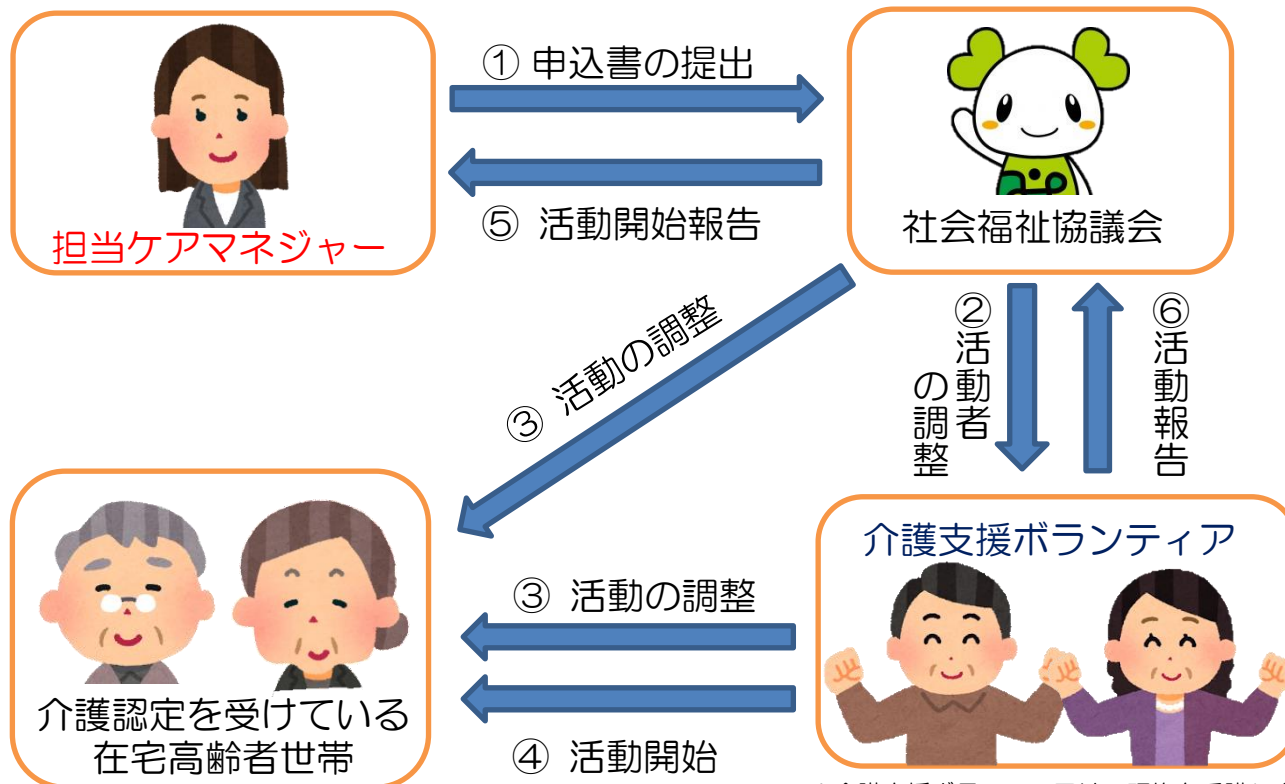 ① 申込書の提出
⑤ 活動開始報告
担当ケアマネジャー
社会福祉協議会
③ 活動の調整
②活動者
の調整
⑥活動報告
介護支援ボランティア
③ 活動の調整
④ 活動開始
介護認定を受けている
在宅高齢者世帯